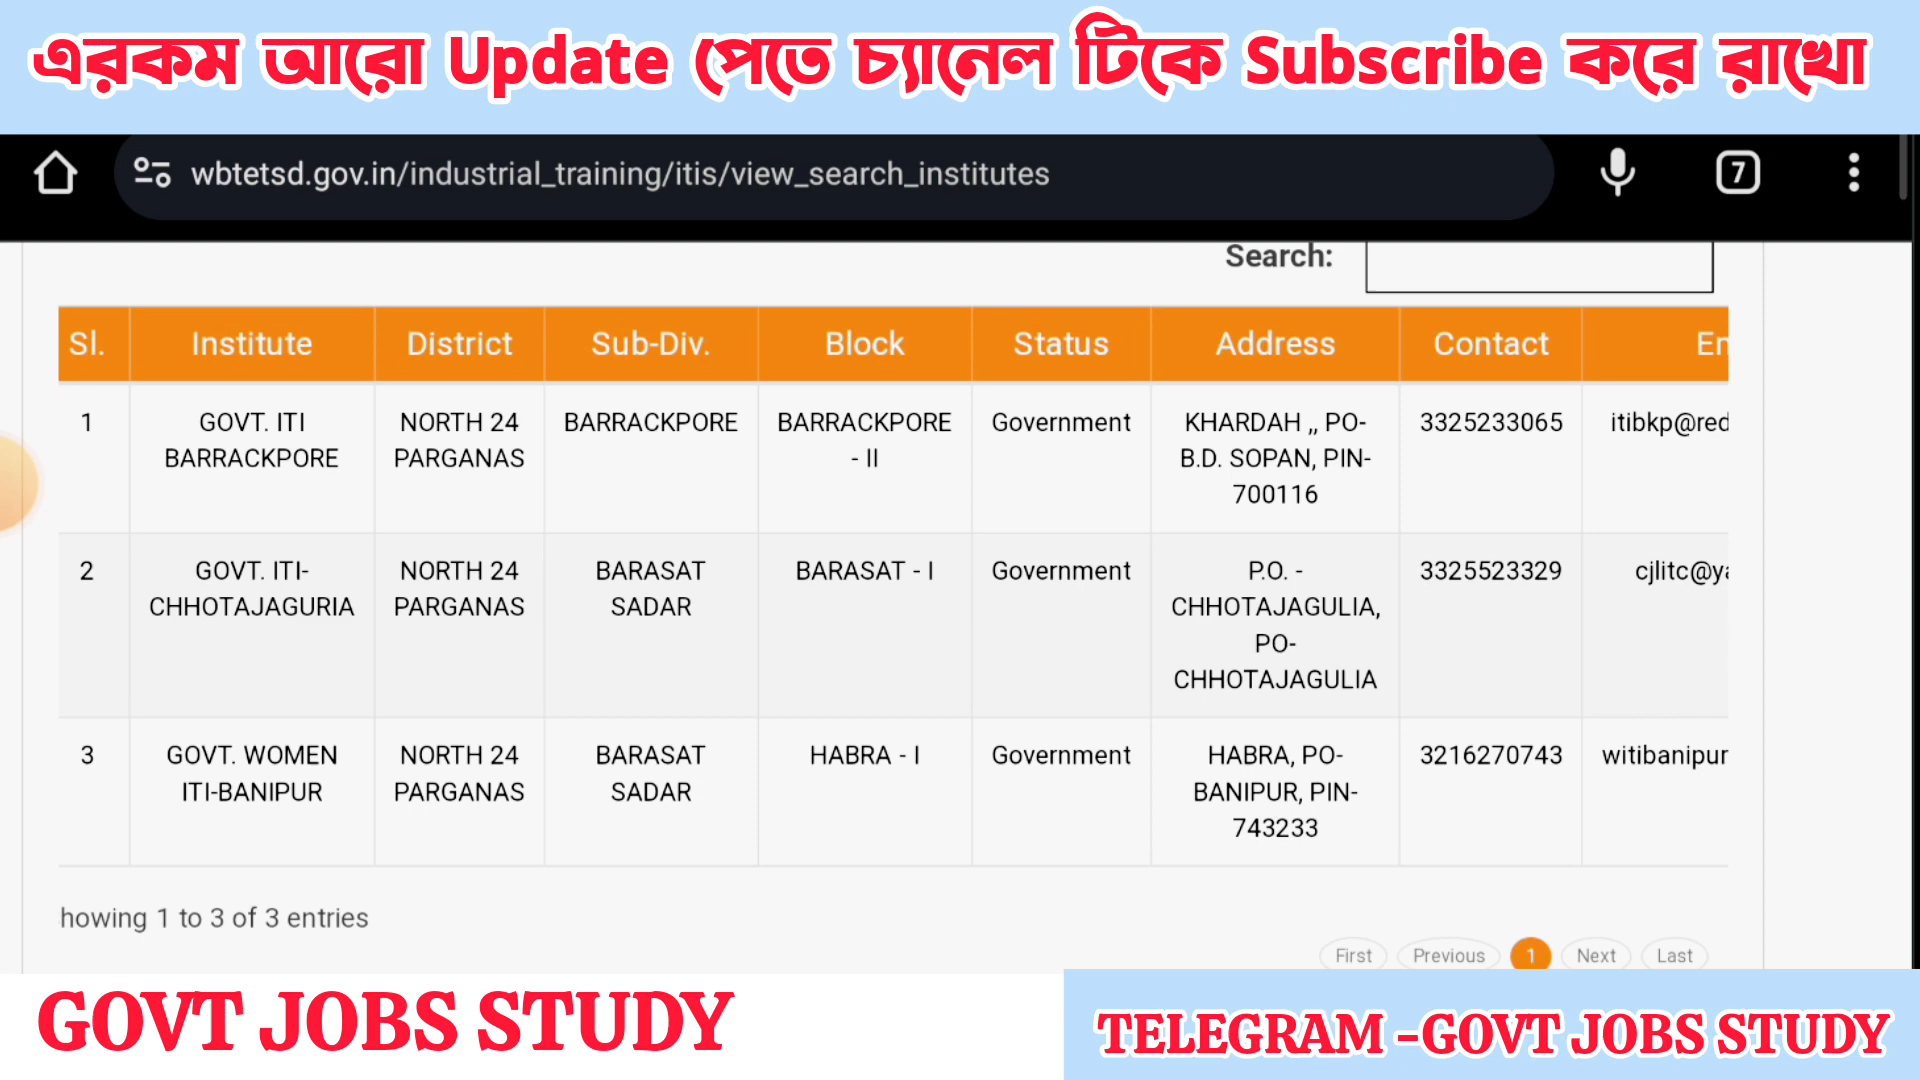 এরকম আরো Update পেতে চ্যানেল টিকে Subscribe করে রাখো
wbtetsd.gov.in/industrial_training/itis/view_search_institutes
7
Search:
Sl. Institute District Sub-Div. Block Status Address Contact En
1 GOVT. ITI NORTH 24 BARRACKPORE BARRACKPORE Government KHARDAH ,, PO- 3325233065 itibkp@red
BARRACKPORE PARGANAS - II B.D. SOPAN, PIN-
700116
2 GOVT. ITI- NORTH 24 BARASAT BARASAT - I Government P.O. - 3325523329 cjlitc@ya
CHHOTAJAGURIA PARGANAS SADAR CHHOTAJAGULIA,
PO-
CHHOTAJAGULIA
3 GOVT. WOMEN NORTH 24 BARASAT HABRA - I Government HABRA, PO- 3216270743 witibanipur
ITI-BANIPUR PARGANAS SADAR BANIPUR, PIN-
743233
howing 1 to 3 of 3 entries
First Previous 1 Next Last
GOVT JOBS STUDY
TELEGRAM -GOVT JOBS STUDY